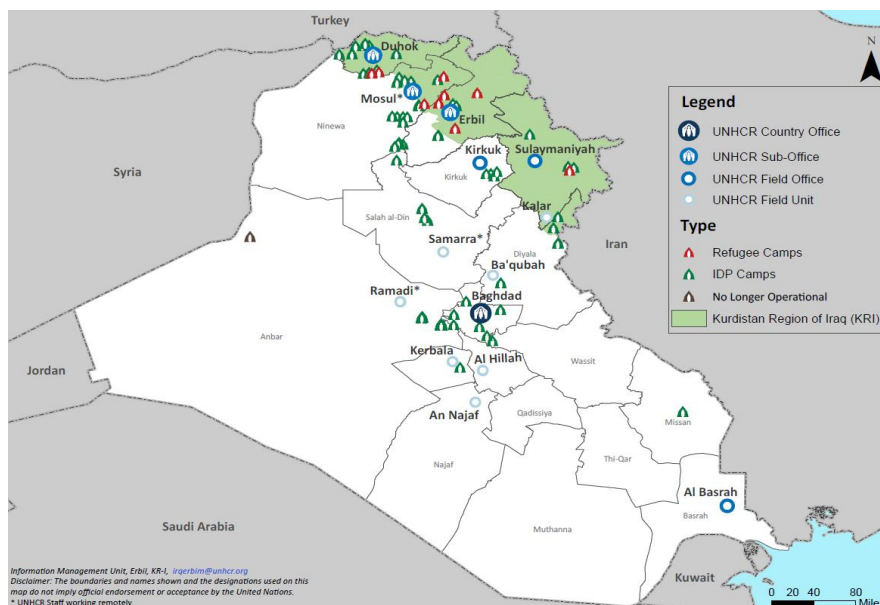 Turkey
N
Duhok
Mosul*
Erbil
Ninewa
Kirkuk
Sulaymaniyah
Kirkuk
Syria
Kalar
Salah al-Din
Samarra*
Iran
Diyala
Ba'qubah
Ramadi*
Baghdad
Anbar
Kerbala
Al Hillah
Wassit
Jordan
An Najaf
Qadissiya
Missan
Najaf
Thi-Qar
Al Basrah
Basrah
Saudi Arabia
Muthanna
Kuwait
Legend
UNHCR Country Office
UNHCR Sub-Office
UNHCR Field Office
UNHCR Field Unit
Type
Refugee Camps
IDP Camps
No Longer Operational
Kurdistan Region of Iraq (KRI)
Information Management Unit, Erbil, KR-I, irqerbim@unhcr.org
Disclaimer: The boundaries and names shown and the designations used on this
map do not imply official endorsement or acceptance by the United Nations.
* UNHCR Staff working remotely
0 20 40 80
Miles